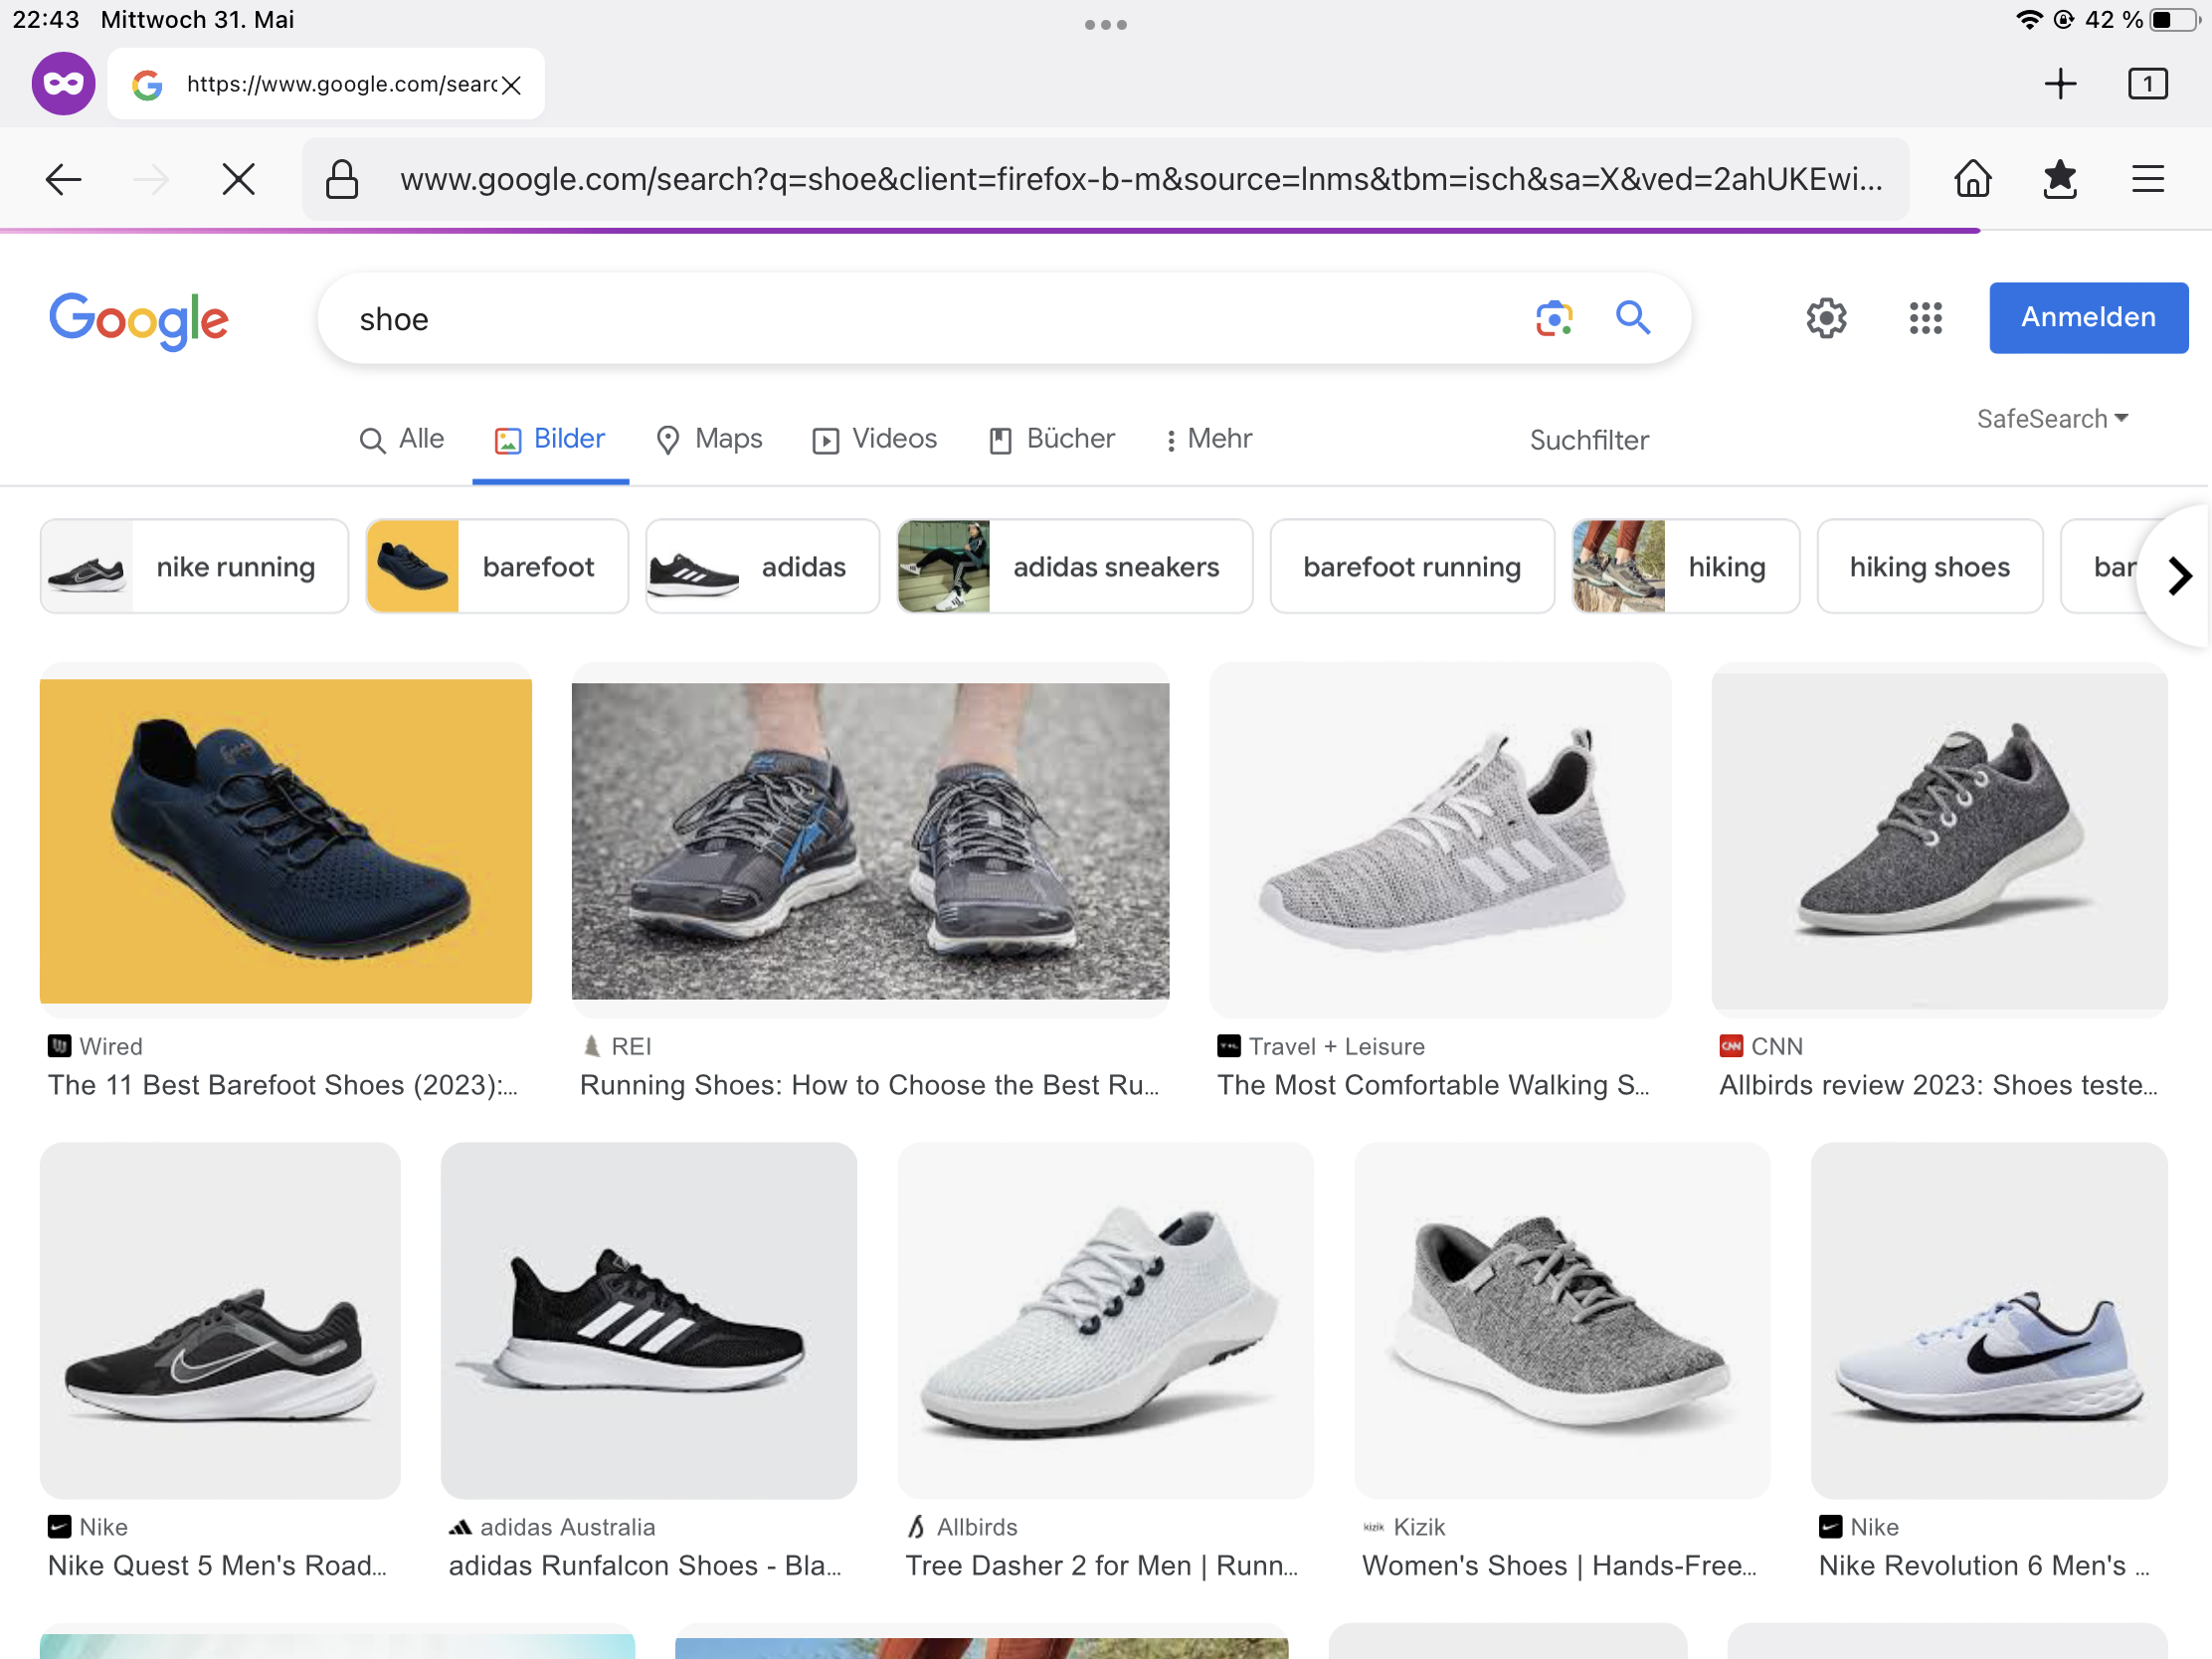 22:43 Mittwoch 31. Mai
42 %
https://www.google.com/searc
1
www.google.com/search?q=shoe&client=firefox-b-m&source=lnms&tbm=isch&sa=X&ved=2ahUKEwi...
Google
shoe
Anmelden
Alle
Bilder
Maps
Videos
Bücher
Mehr
Suchfilter
SafeSearch
nike running
barefoot
adidas
adidas sneakers
barefoot running
hiking
hiking shoes
bar
Wired
The 11 Best Barefoot Shoes (2023):...
REI
Running Shoes: How to Choose the Best Ru...
Travel + Leisure
The Most Comfortable Walking S...
CNN
Allbirds review 2023: Shoes teste...
Nike
Nike Quest 5 Men's Road...
adidas Australia
adidas Runfalcon Shoes - Bla...
Allbirds
Tree Dasher 2 for Men | Runn...
kizik Kizik
Women's Shoes | Hands-Free...
Nike
Nike Revolution 6 Men's ...